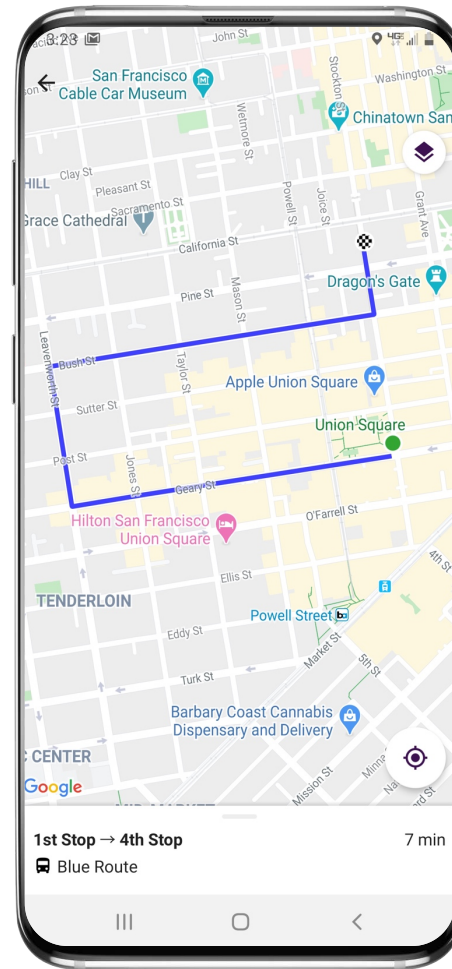 3:23
4GE
John St
San Francisco
Cable Car Museum
Washington St
Stockton St
Chinatown San
Wetmore St
Clay St
HILL
Pleasant St
Powell St
Joice St
Grant Ave
Sacramento St
Grace Cathedral
California St
Dragon's Gate
Pine St
Mason St
Leavenworth St
Bush St
Taylor St
Apple Union Square
Sutter St
Union Square
Post St
Jones St
Geary St
Hilton San Francisco
Union Square
O'Farrell St
4th St
Ellis St
TENDERLOIN
Powell Street
Eddy St
Market St
5th St
Turk St
Barbary Coast Cannabis
Dispensary and Delivery
CENTER
Minna
Mission St
Google
MID-MARKET
1st Stop → 4th Stop
7 min
Blue Route